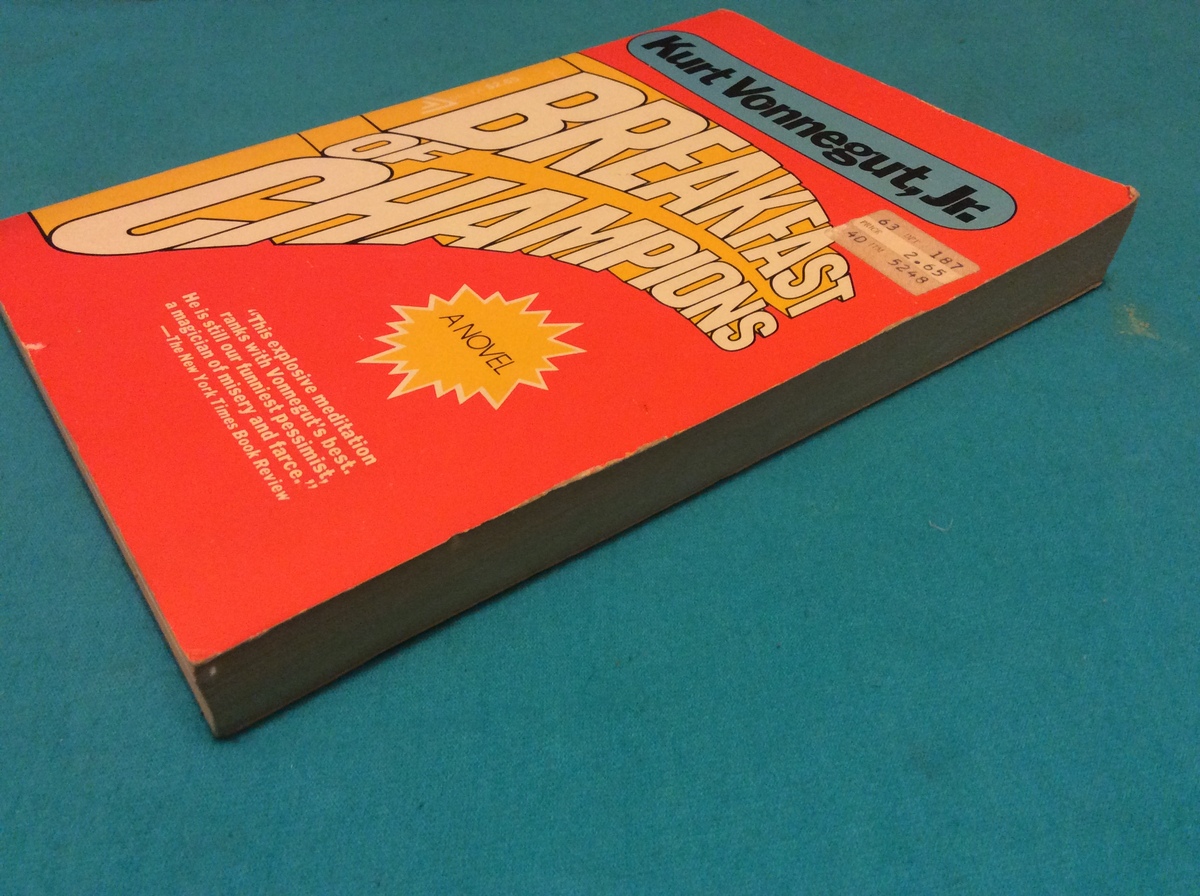 Kurt Vonnegut, Jr.
BREAKFAST
OF
CHAMPIONS
63 187
2.65
40 5248
A NOVEL
"This explosive meditation
ranks with Vonnegut's best.
He is still our funniest pessimist,
a magician of misery and farce."
—The New York Times Book Review